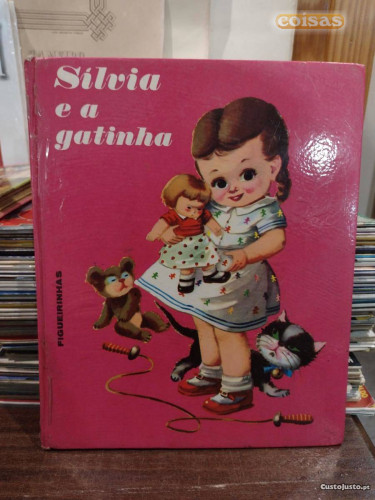 coisas
Sílvia
e a
gatinha
FIGUEIRINHAS
CustoJusto.pt